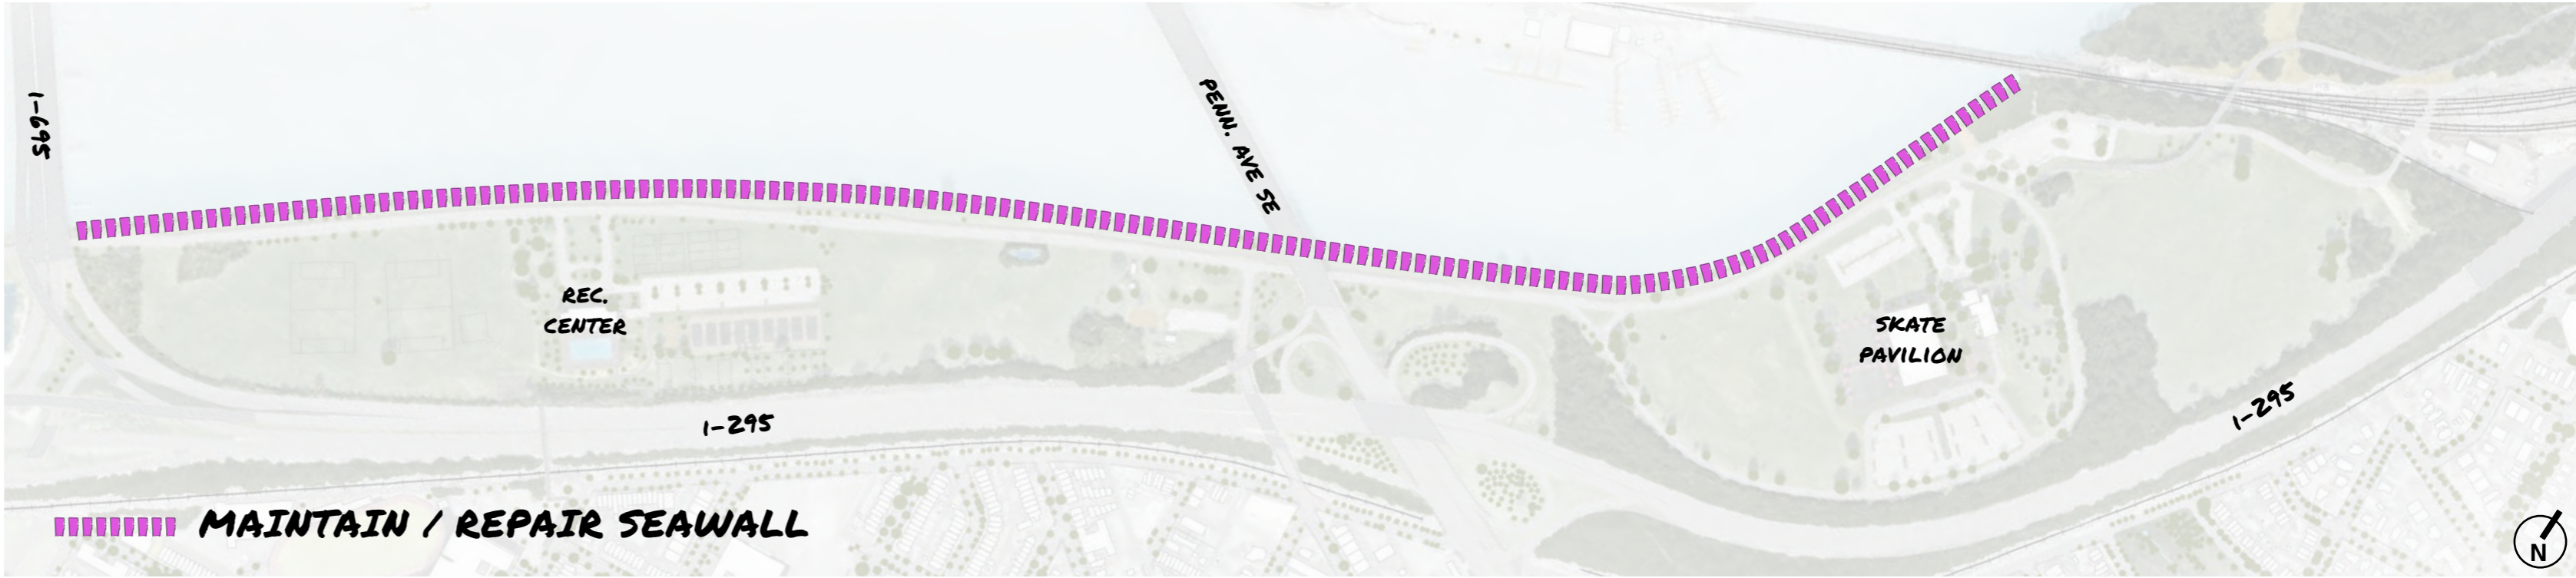 I-695
PENN. AVE SE
REC.
CENTER
SKATE
PAVILION
I-295
I-295
MAINTAIN / REPAIR SEAWALL
N